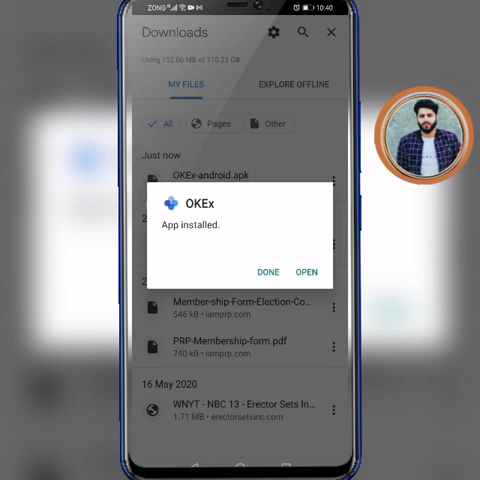 ZONG
10:40
Downloads
Using 152.06 MB of 110.22 GB
MY FILES
EXPLORE OFFLINE
All
Pages
Other
Just now
OKEx-android.apk
OKEx
App installed.
DONE
OPEN
Member-ship-Form-Election-Co...
546 kB • iamprp.com
PRP-Membership-form.pdf
740 kB • iamprp.com
16 May 2020
WNYT - NBC 13 - Erector Sets In...
1.71 MB • erectorsetsinc.com